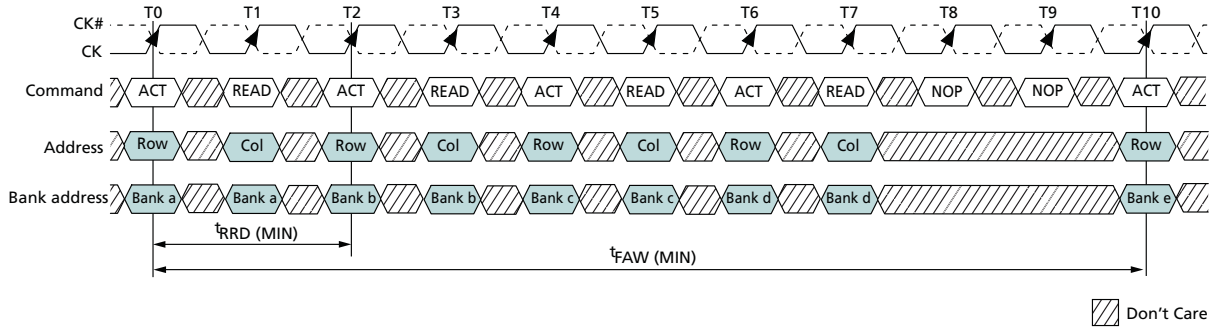 T0 T1 T2 T3 T4 T5 T6 T7 T8 T9 T10
CK#
CK
Command ACT READ ACT READ ACT READ ACT READ NOP NOP ACT
Address Row Col Row Col Row Col Row Col Row
Bank address Bank a Bank a Bank b Bank b Bank c Bank c Bank d Bank d Bank e
tRRD (MIN)
tFAW (MIN)
Don't Care